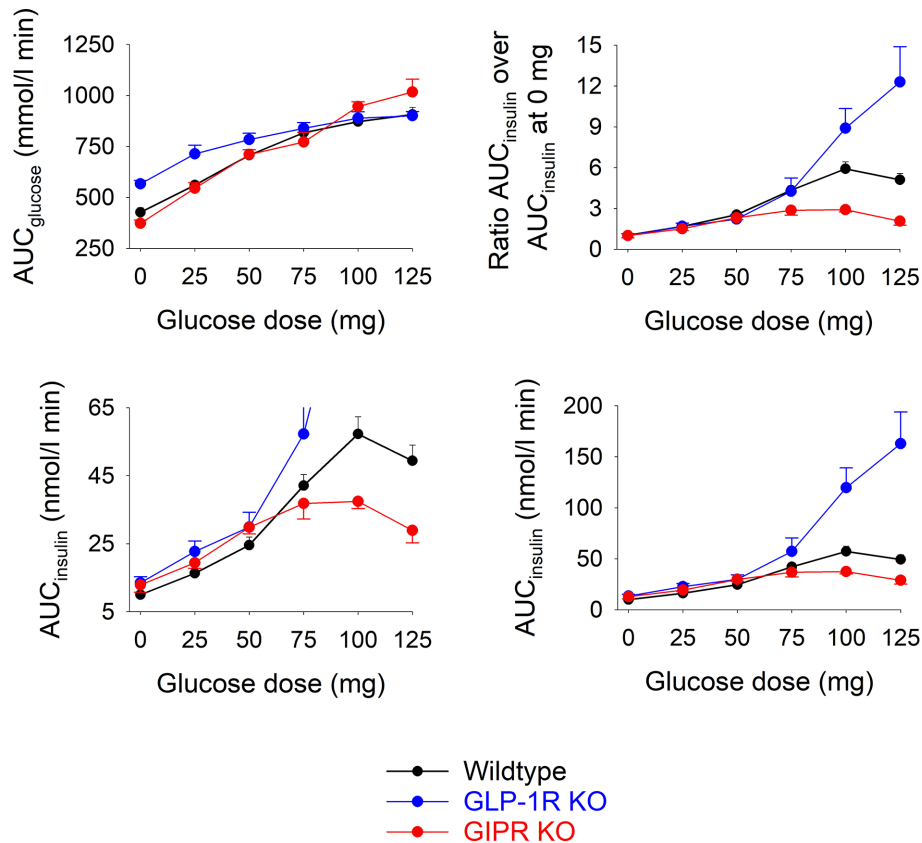 AUCglucose (mmol/l min)
1250
1000
750
500
250
0 25 50 75 100 125
Glucose dose (mg)
Ratio AUCinsulin over
AUCinsulin at 0 mg
15
12
9
6
3
0
0 25 50 75 100 125
Glucose dose (mg)
AUCinsulin (nmol/l min)
65
45
25
5
0 25 50 75 100 125
Glucose dose (mg)
AUCinsulin (nmol/l min)
200
150
100
50
0
0 25 50 75 100 125
Glucose dose (mg)
Wildtype
GLP-1R KO
GIPR KO